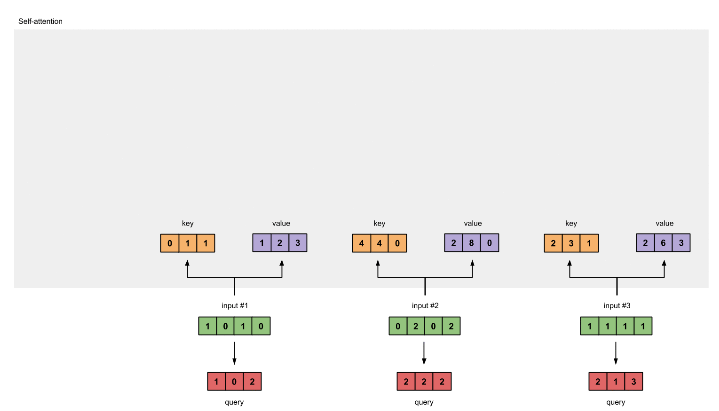 Self-attention
key value key value key value
0 1 1 1 2 3 4 4 0 2 8 0 2 3 1 2 6 3
input #1 input #2 input #3
1 0 1 0 0 2 0 2 1 1 1 1
1 0 2 2 2 2 2 1 3
query query query